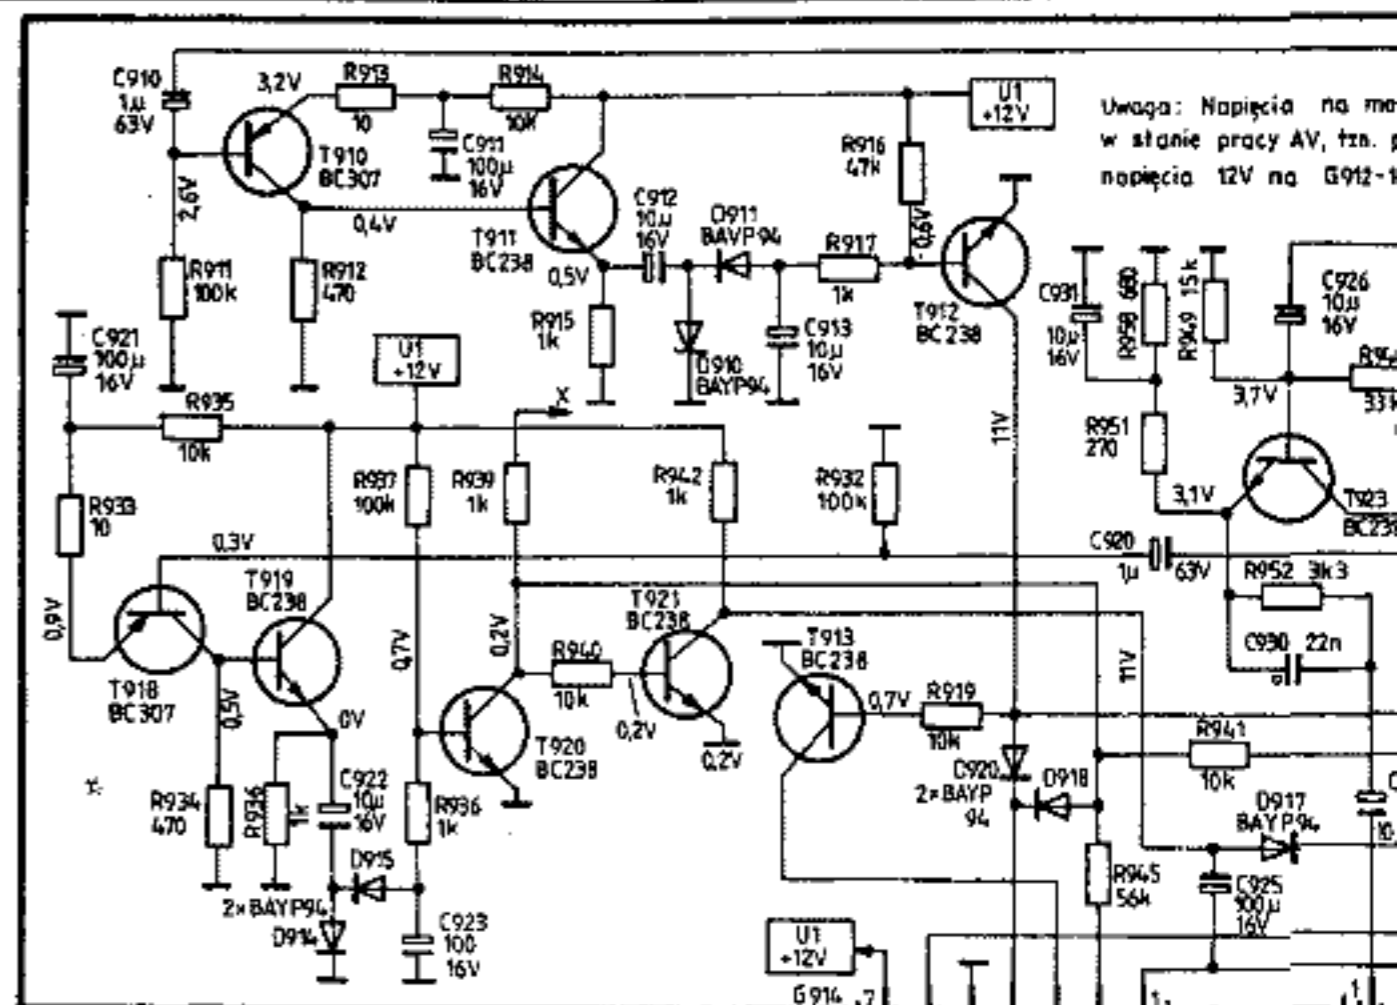 C910
1µ
63V
3,2V
R913
10
R914
10k
U1
+12V
Uwaga: Napięcia na
w stanie pracy AV, tzn.
napięcia 12V na G912-1
T910
BC307
C911
100µ
16V
R916
47k
2,6V
0,4V
T911
BC238
C912
10µ
16V
D911
BAVP94
-0,6V
R917
1k
0,5V
R911
100k
R912
470
R915
1k
D910
BAYP94
C913
10µ
16V
T912
BC238
C931
10µ
16V
R958 680
R949 15k
C926
10µ
16V
C921
100µ
16V
U1
+12V
3,7V
33k
R935
10k
X
11V
R951
270
R933
10
R937
100k
R939
1k
R942
1k
R932
100k
3,1V
T923
BC238
0,3V
C920
1µ
63V
R952 3k3
T919
BC238
0,9V
T918
BC307
0,5V
0V
0,7V
0,2V
T921
BC238
R940
10k
0,2V
T913
BC238
11V
C930 22n
T920
BC238
0,2V
0,7V
R919
10k
R941
10k
R934
470
R936
1k
C922
10µ
16V
R936
1k
D920
2×BAYP
94
D918
D917
BAYP94
D915
2×BAYP94
D914
C923
100
16V
R945
56k
C925
100µ
16V
U1
+12V
G914
.7
1.
1